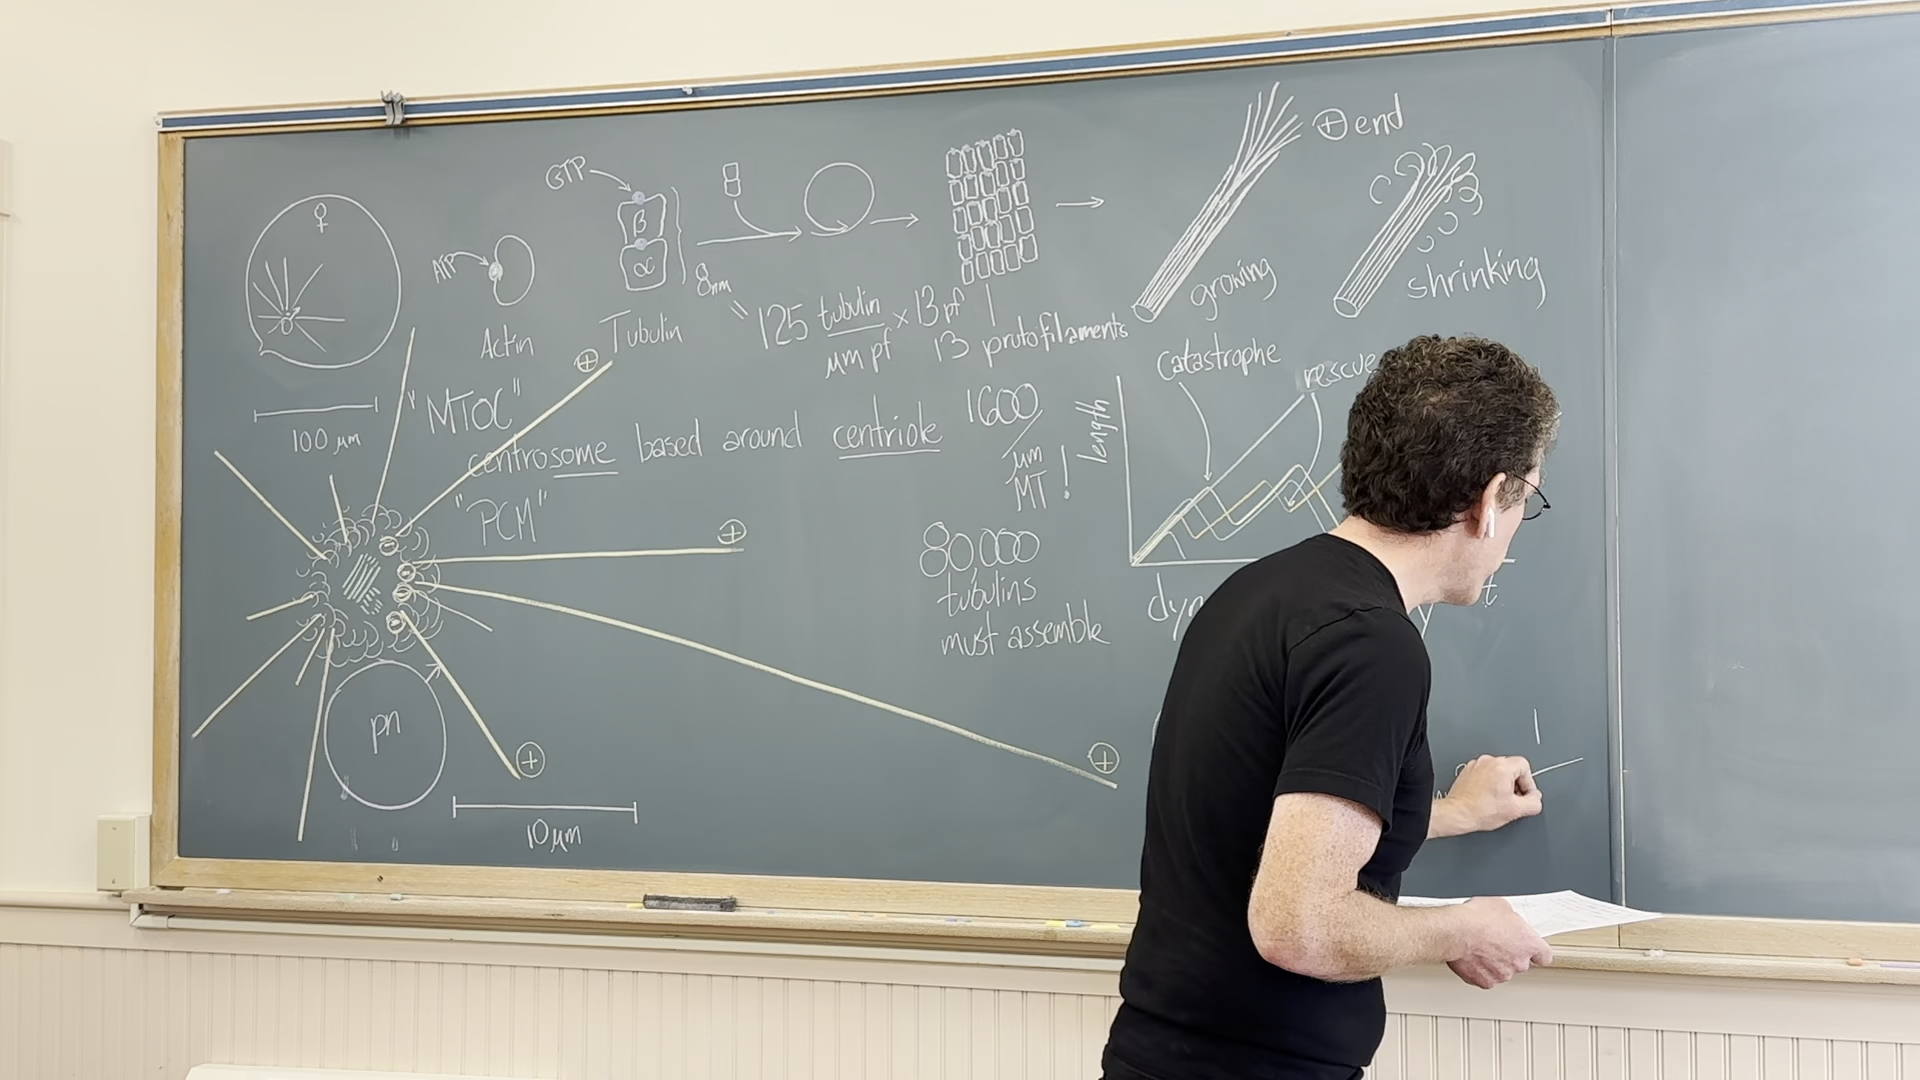 ♀
100 µm
ATP
Actin
GTP
β
α
Tubulin
8nm
125 tubulin / µm pf × 13 pf
13 protofilaments
⊕ end
growing
shrinking
"MTOC"
centrosome based around centriole
"PCM"
1600 / µm MT !
80,000
tubulins
must assemble
Catastrophe
rescue
length
t
⊕
⊕
⊕
⊕
pn
10 µm